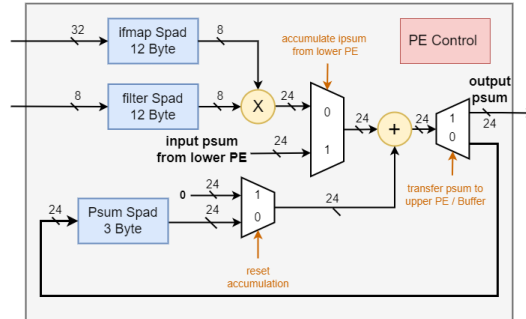 32
ifmap Spad
12 Byte
8
accumulate ipsum
from lower PE
PE Control
8
filter Spad
12 Byte
8
X
24
0
1
input psum
from lower PE
24
24
+
24
1
0
output
psum
24
transfer psum to
upper PE / Buffer
24
Psum Spad
3 Byte
0
24
24
1
0
24
reset
accumulation